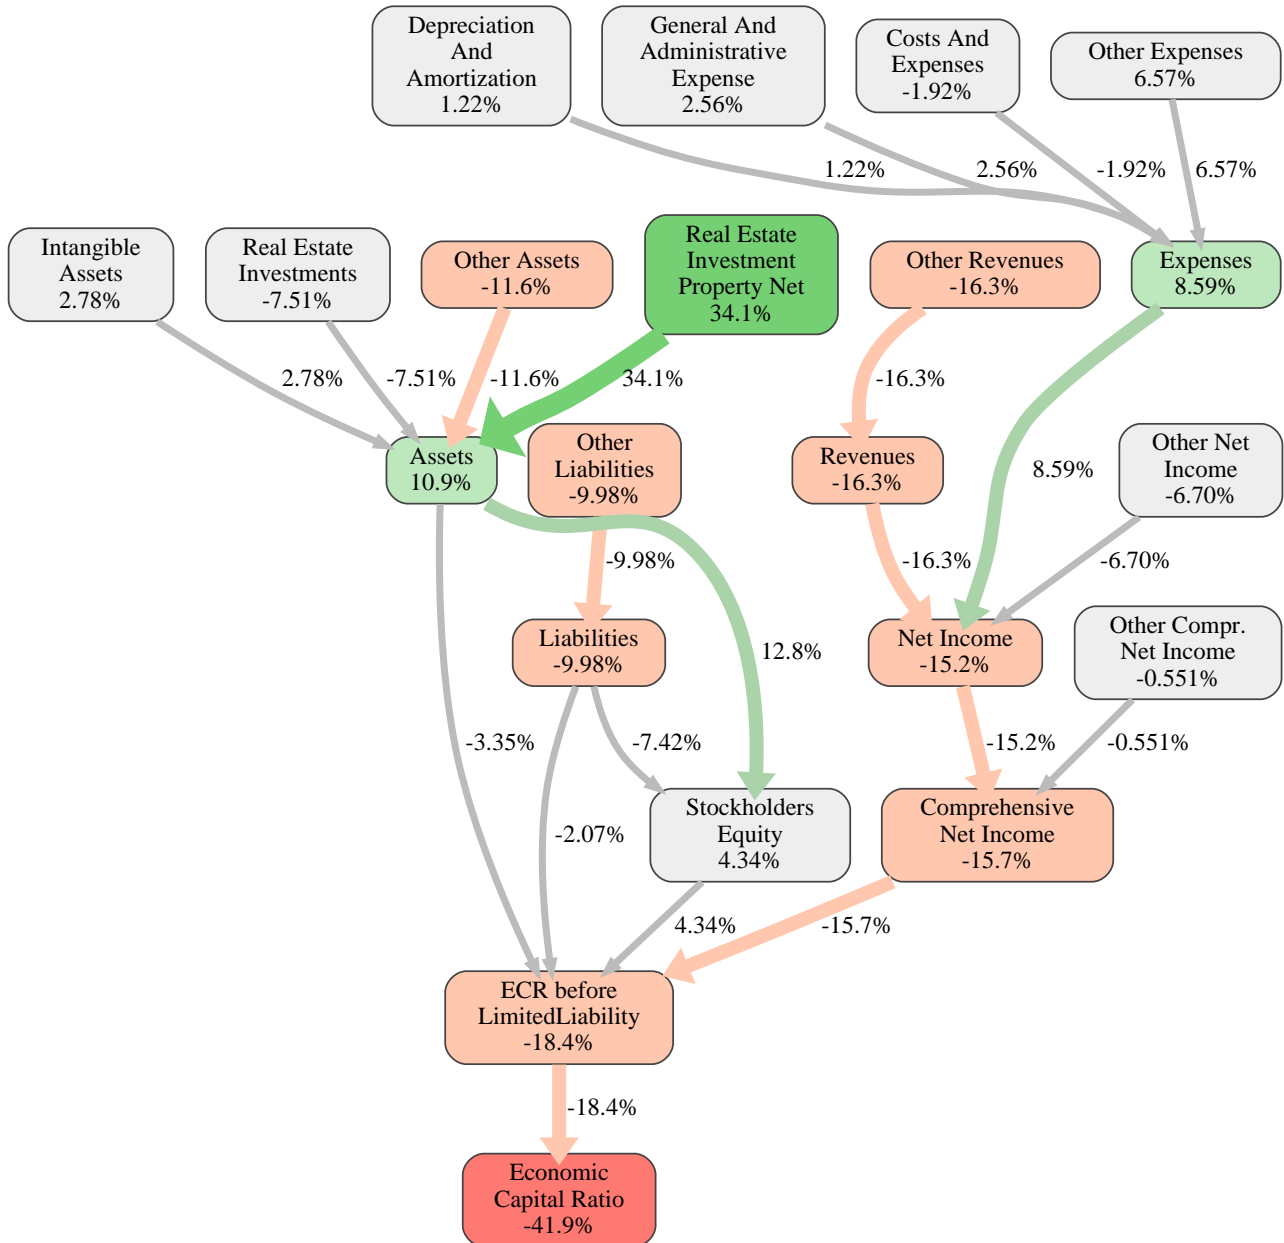 Depreciation
And
Amortization
1.22%
General And
Administrative
Expense
2.56%
Costs And
Expenses
-1.92%
Other Expenses
6.57%
1.22%
2.56%
-1.92%
6.57%
Intangible
Assets
2.78%
Real Estate
Investments
-7.51%
Other Assets
-11.6%
Real Estate
Investment
Property Net
34.1%
Other Revenues
-16.3%
Expenses
8.59%
2.78%
-7.51%
-11.6%
34.1%
-16.3%
Assets
10.9%
Other
Liabilities
-9.98%
Revenues
-16.3%
8.59%
Other Net
Income
-6.70%
-9.98%
-16.3%
-6.70%
Liabilities
-9.98%
12.8%
Net Income
-15.2%
Other Compr.
Net Income
-0.551%
-3.35%
-7.42%
-15.2%
-0.551%
-2.07%
Stockholders
Equity
4.34%
Comprehensive
Net Income
-15.7%
4.34%
-15.7%
ECR before
LimitedLiability
-18.4%
-18.4%
Economic
Capital Ratio
-41.9%